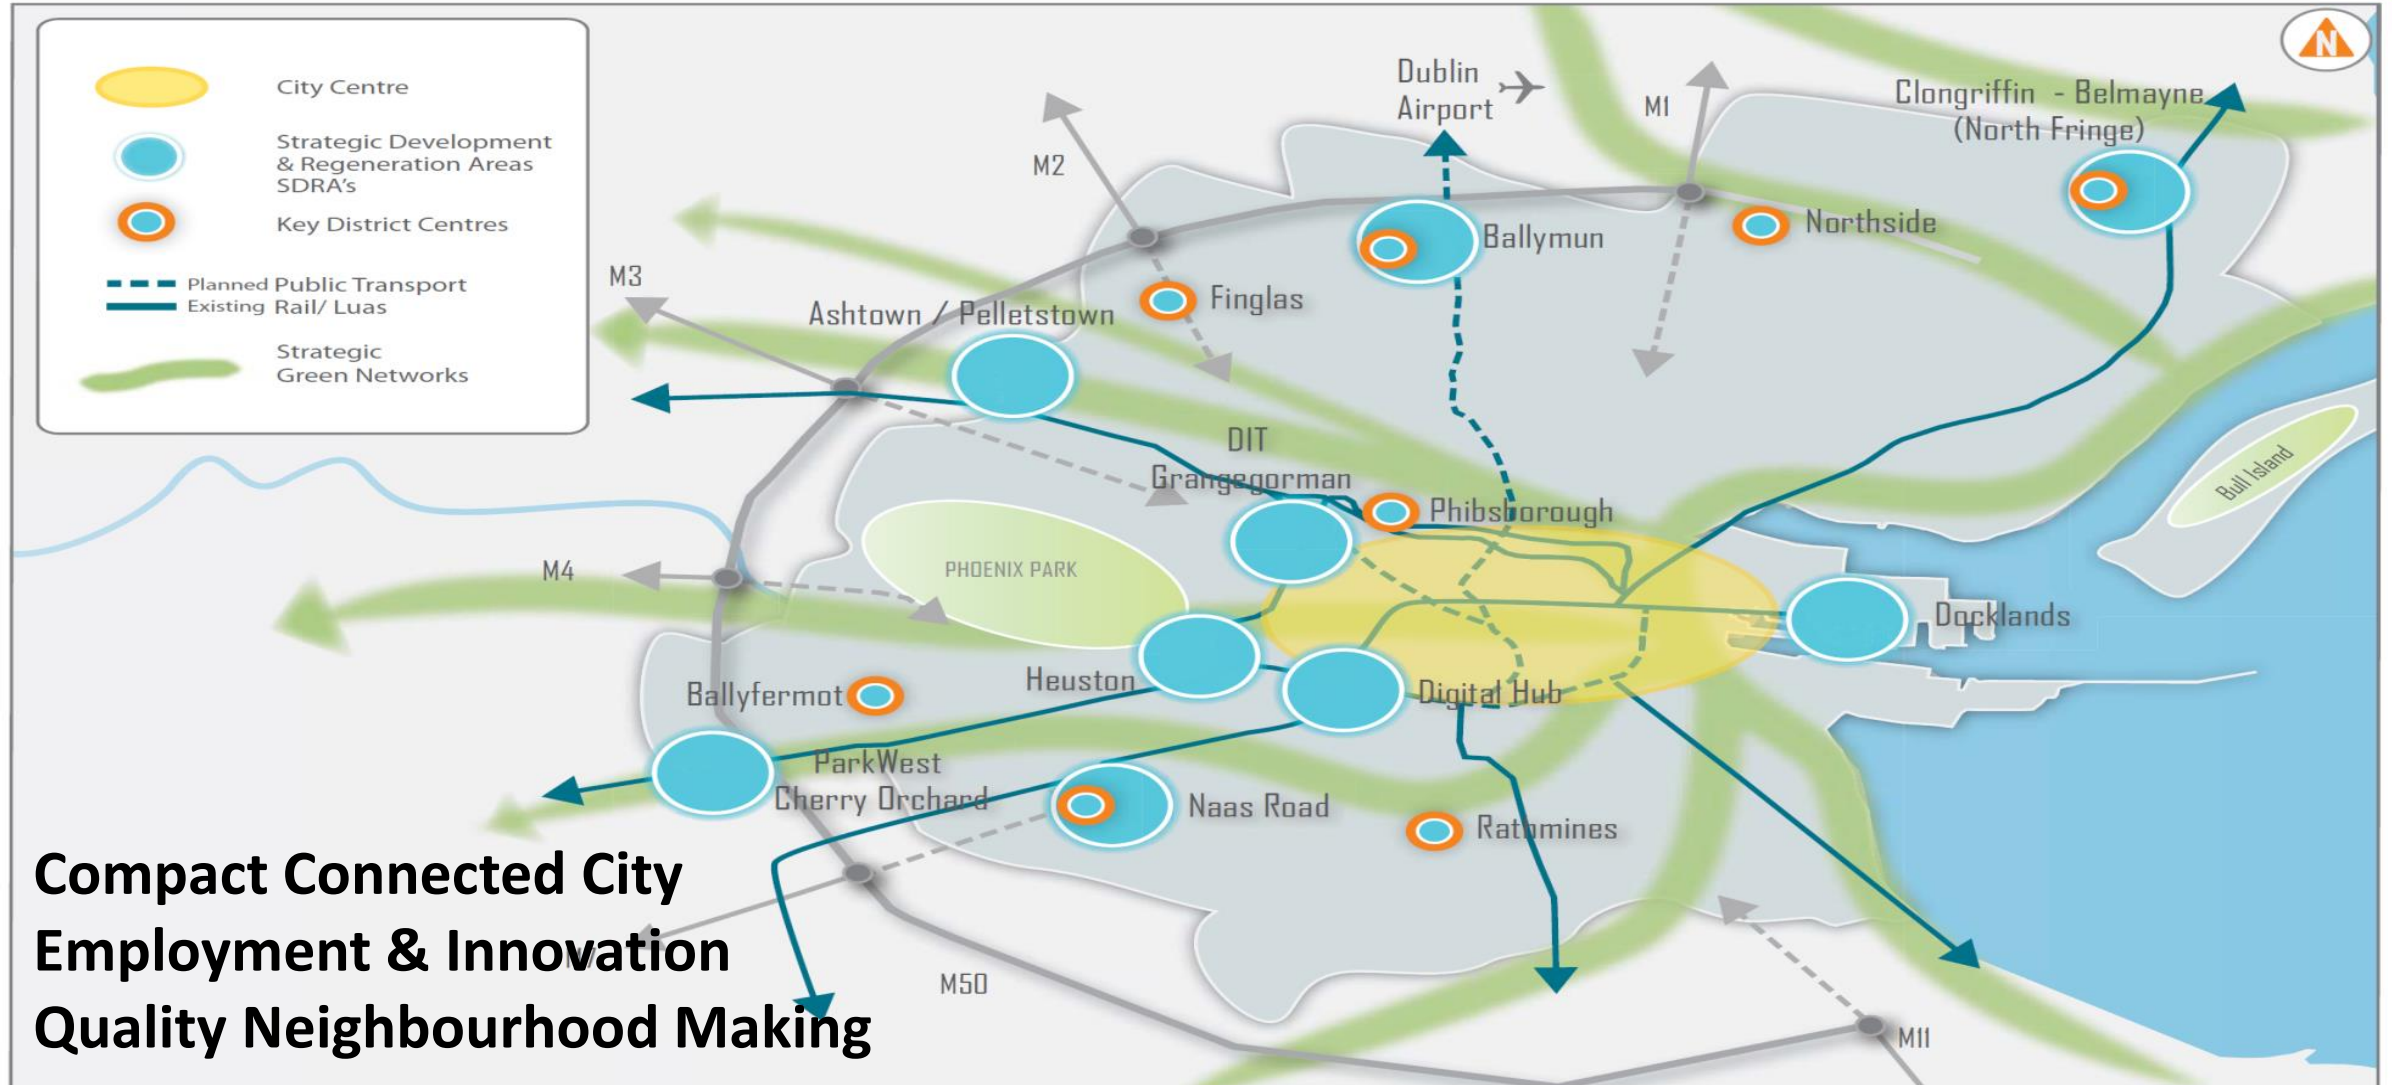 City Centre
Strategic Development
& Regeneration Areas
SDRA's
Key District Centres
Planned Public Transport
Existing Rail/ Luas
Strategic
Green Networks
N
Dublin
Airport
M1
Clongriffin - Belmayne
(North Fringe)
M2
Northside
Ballymun
M3
Finglas
Ashtown / Pelletstown
DIT
Grangegorman
Phibsborough
Bull Island
M4
PHOENIX PARK
Docklands
Heuston
Ballyfermot
Digital Hub
ParkWest
Cherry Orchard
Naas Road
Rathmines
Compact Connected City
Employment & Innovation
M7
Quality Neighbourhood Making
M50
M11